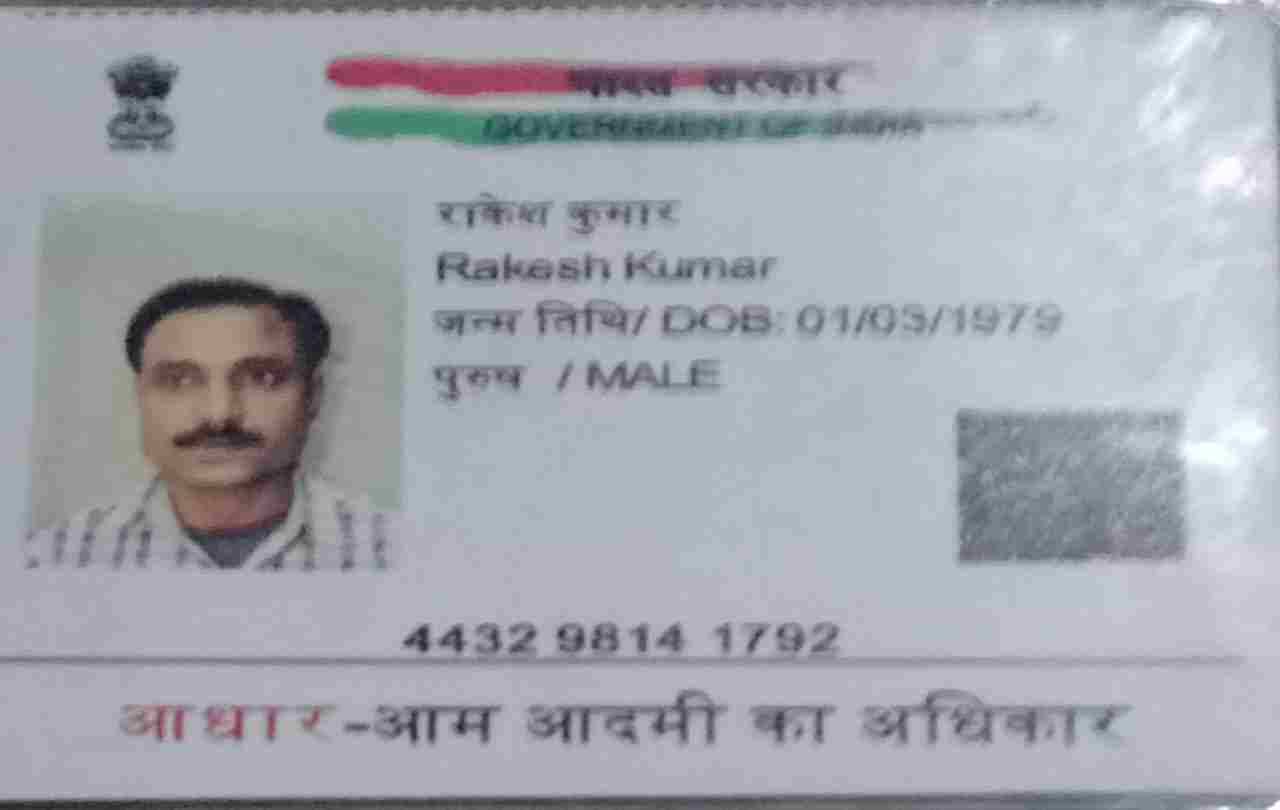 भारत सरकार
GOVERNMENT OF INDIA
राकेश कुमार
Rakesh Kumar
जन्म तिथि/ DOB: 01/03/1979
पुरुष / MALE
4432 9814 1792
आधार-आम आदमी का अधिकार